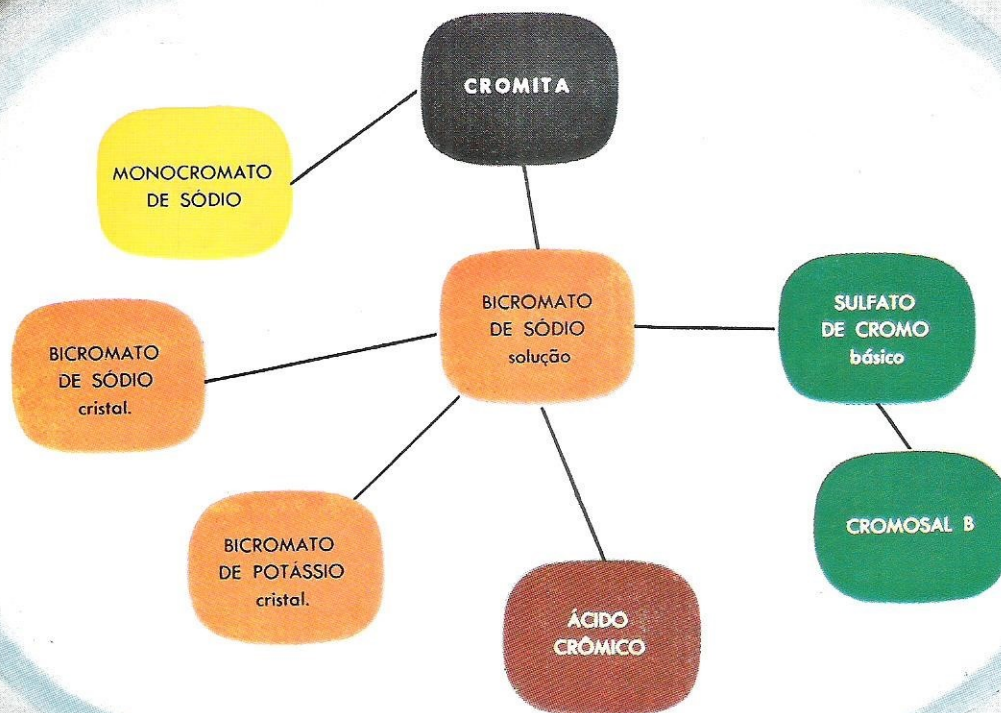 CROMITA
MONOCROMATO
DE SÓDIO
BICROMATO
DE SÓDIO
solução
SULFATO
DE CROMO
básico
BICROMATO
DE SÓDIO
cristal.
CROMOSAL B
BICROMATO
DE POTÁSSIO
cristal.
ÁCIDO
CRÔMICO